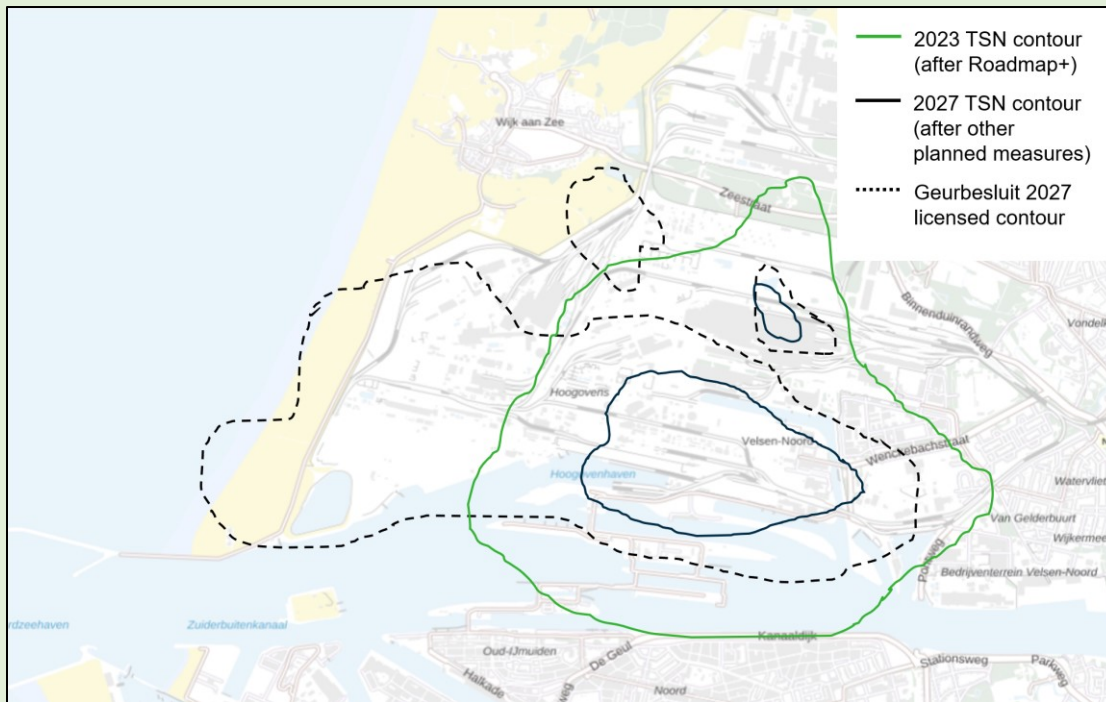 2023 TSN contour
(after Roadmap+)
2027 TSN contour
(after other
planned measures)
Geurbesluit 2027
licensed contour
Wijk aan Zee
Zeestraat
Binnenduinrandweg
Vondel
Hoogovens
Velsen-Noord
Wenckebachstraat
Hoogovenhaven
Watervliet
Van Gelderbuurt
Wijkermee
Pontweg
Bedrijventerrein Velsen-Noord
rdzeehaven
Zuiderbuitenkanaal
Kanaaldijk
Oud-IJmuiden
De Geul
Stationsweg
Parkweg
Halkade
weg
Noord